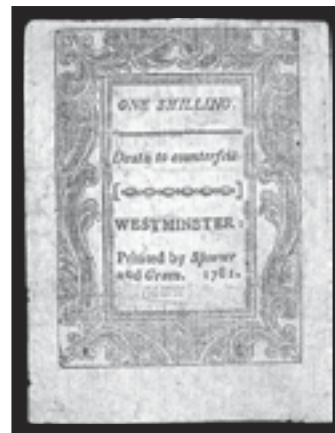 ONE SHILLING.
Death to counterfeit.
WESTMINSTER:
Printed by Spooner
and Green. 1781.